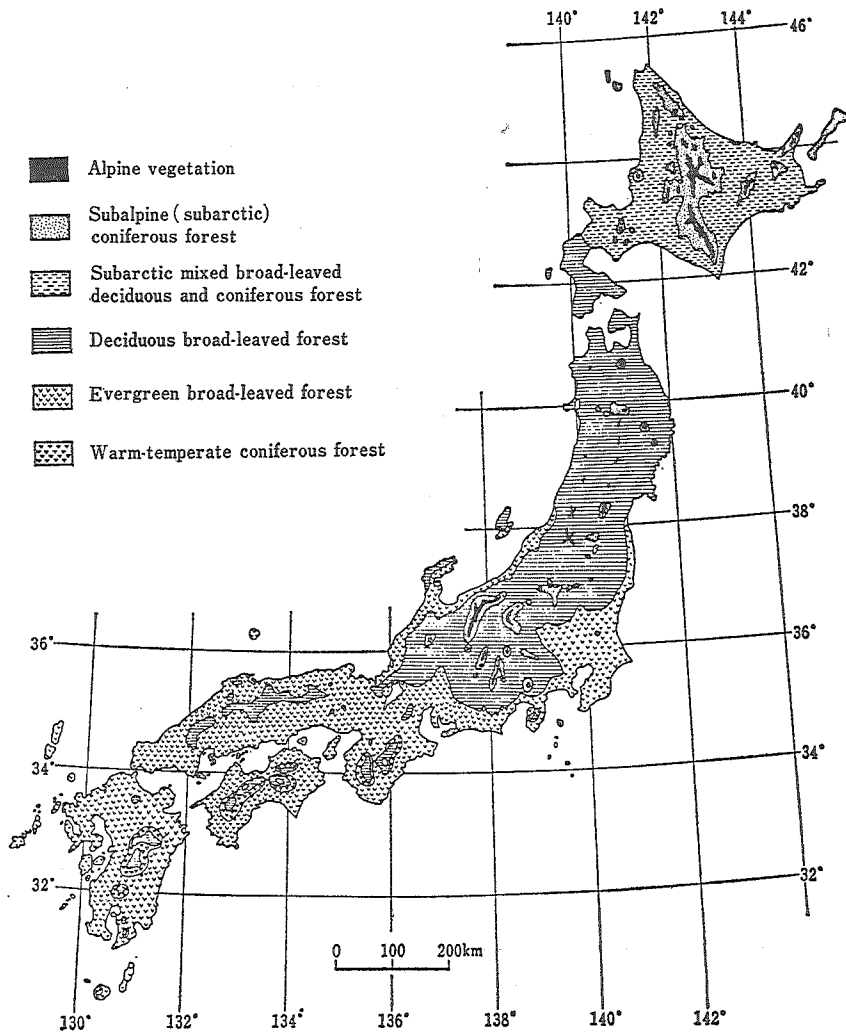 140° 142° 144° 46°
Alpine vegetation
Subalpine ( subarctic)
coniferous forest
Subarctic mixed broad-leaved
deciduous and coniferous forest
42°
Deciduous broad-leaved forest
40°
Evergreen broad-leaved forest
Warm-temperate coniferous forest
38°
36° 36°
34° 34°
32° 32°
0 100 200km
130° 132° 134° 136° 138° 140° 142°